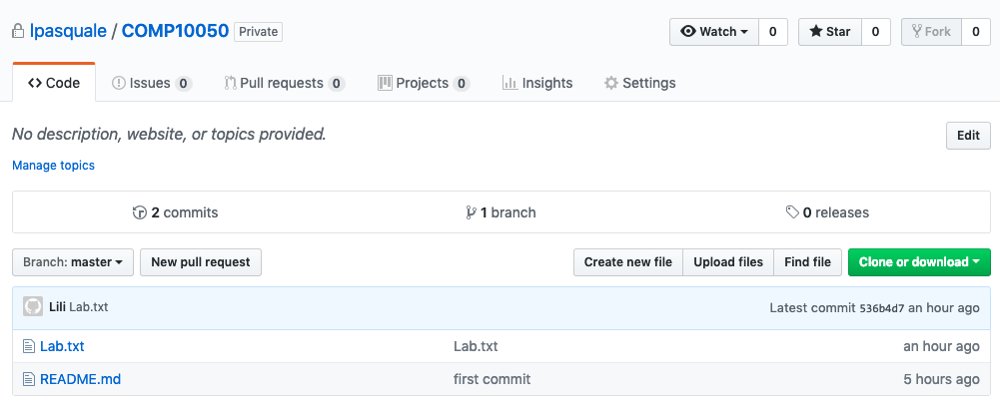 lpasquale / COMP10050 Private Watch 0 Star 0 Fork 0
Code Issues 0 Pull requests 0 Projects 0 Insights Settings
No description, website, or topics provided. Edit
Manage topics
2 commits 1 branch 0 releases
Branch: master New pull request Create new file Upload files Find file Clone or download
Lili Lab.txt Latest commit 536b4d7 an hour ago
Lab.txt Lab.txt an hour ago
README.md first commit 5 hours ago